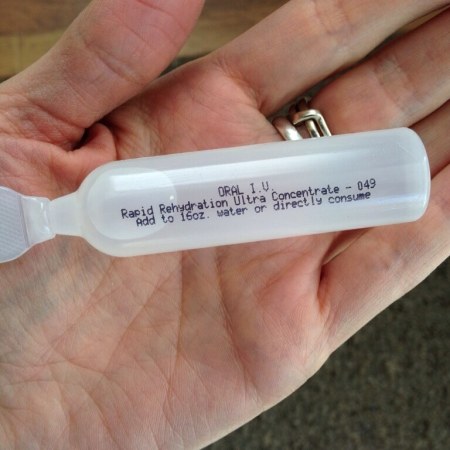 ORAL I.V.
Rapid Rehydration Ultra Concentrate - 049
Add to 16oz. water or directly consume